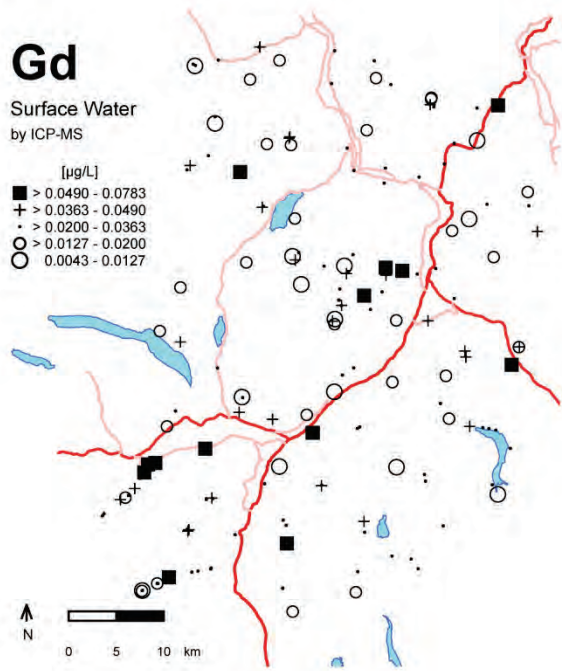 Gd
Surface Water
by ICP-MS
[µg/L]
> 0.0490 - 0.0783
> 0.0363 - 0.0490
> 0.0200 - 0.0363
> 0.0127 - 0.0200
0.0043 - 0.0127
N
0 5 10 km